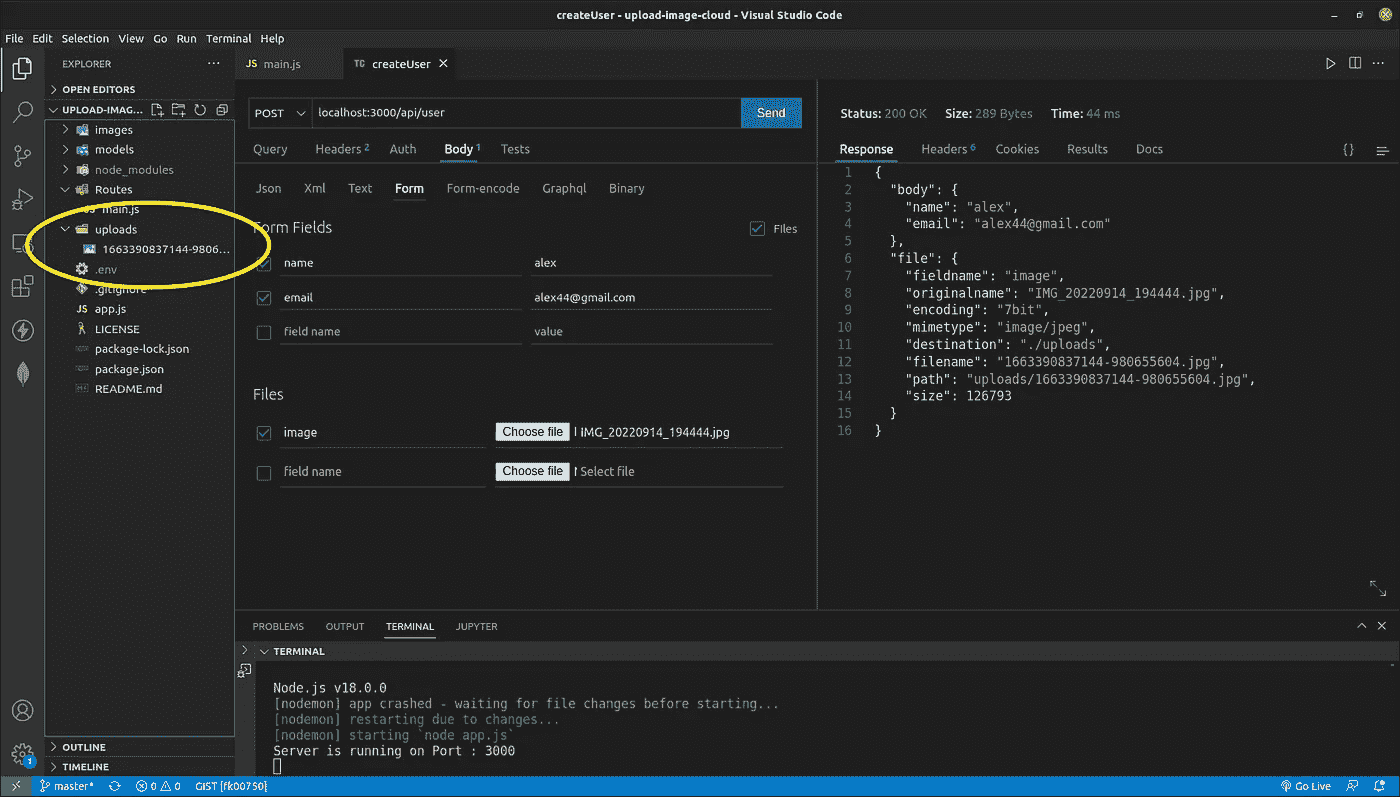 createUser - upload-image-cloud - Visual Studio Code
File Edit Selection View Go Run Terminal Help
EXPLORER ...
OPEN EDITORS
UPLOAD-IMAG...
images
models
node_modules
Routes
main.js
uploads
1663390837144-9806...
.env
.gitignore
JS app.js
LICENSE
package-lock.json
package.json
README.md
OUTLINE
TIMELINE
JS main.js
TC createUser
POST localhost:3000/api/user Send
Query Headers 2 Auth Body 1 Tests
Json Xml Text Form Form-encode Graphql Binary
Form Fields Files
name alex
email alex44@gmail.com
field name value
Files
image Choose file IMG_20220914_194444.jpg
field name Choose file Select file
Status: 200 OK Size: 289 Bytes Time: 44 ms
Response Headers 6 Cookies Results Docs {}
1 {
2 "body": {
3 "name": "alex",
4 "email": "alex44@gmail.com"
5 },
6 "file": {
7 "fieldname": "image",
8 "originalname": "IMG_20220914_194444.jpg",
9 "encoding": "7bit",
10 "mimetype": "image/jpeg",
11 "destination": "./uploads",
12 "filename": "1663390837144-980655604.jpg",
13 "path": "uploads/1663390837144-980655604.jpg",
14 "size": 126793
15 }
16 }
PROBLEMS OUTPUT TERMINAL JUPYTER
TERMINAL
Node.js v18.0.0
[nodemon] app crashed - waiting for file changes before starting...
[nodemon] restarting due to changes...
[nodemon] starting `node app.js`
Server is running on Port : 3000
1
master* 0 0 GIST [fk00750] Go Live